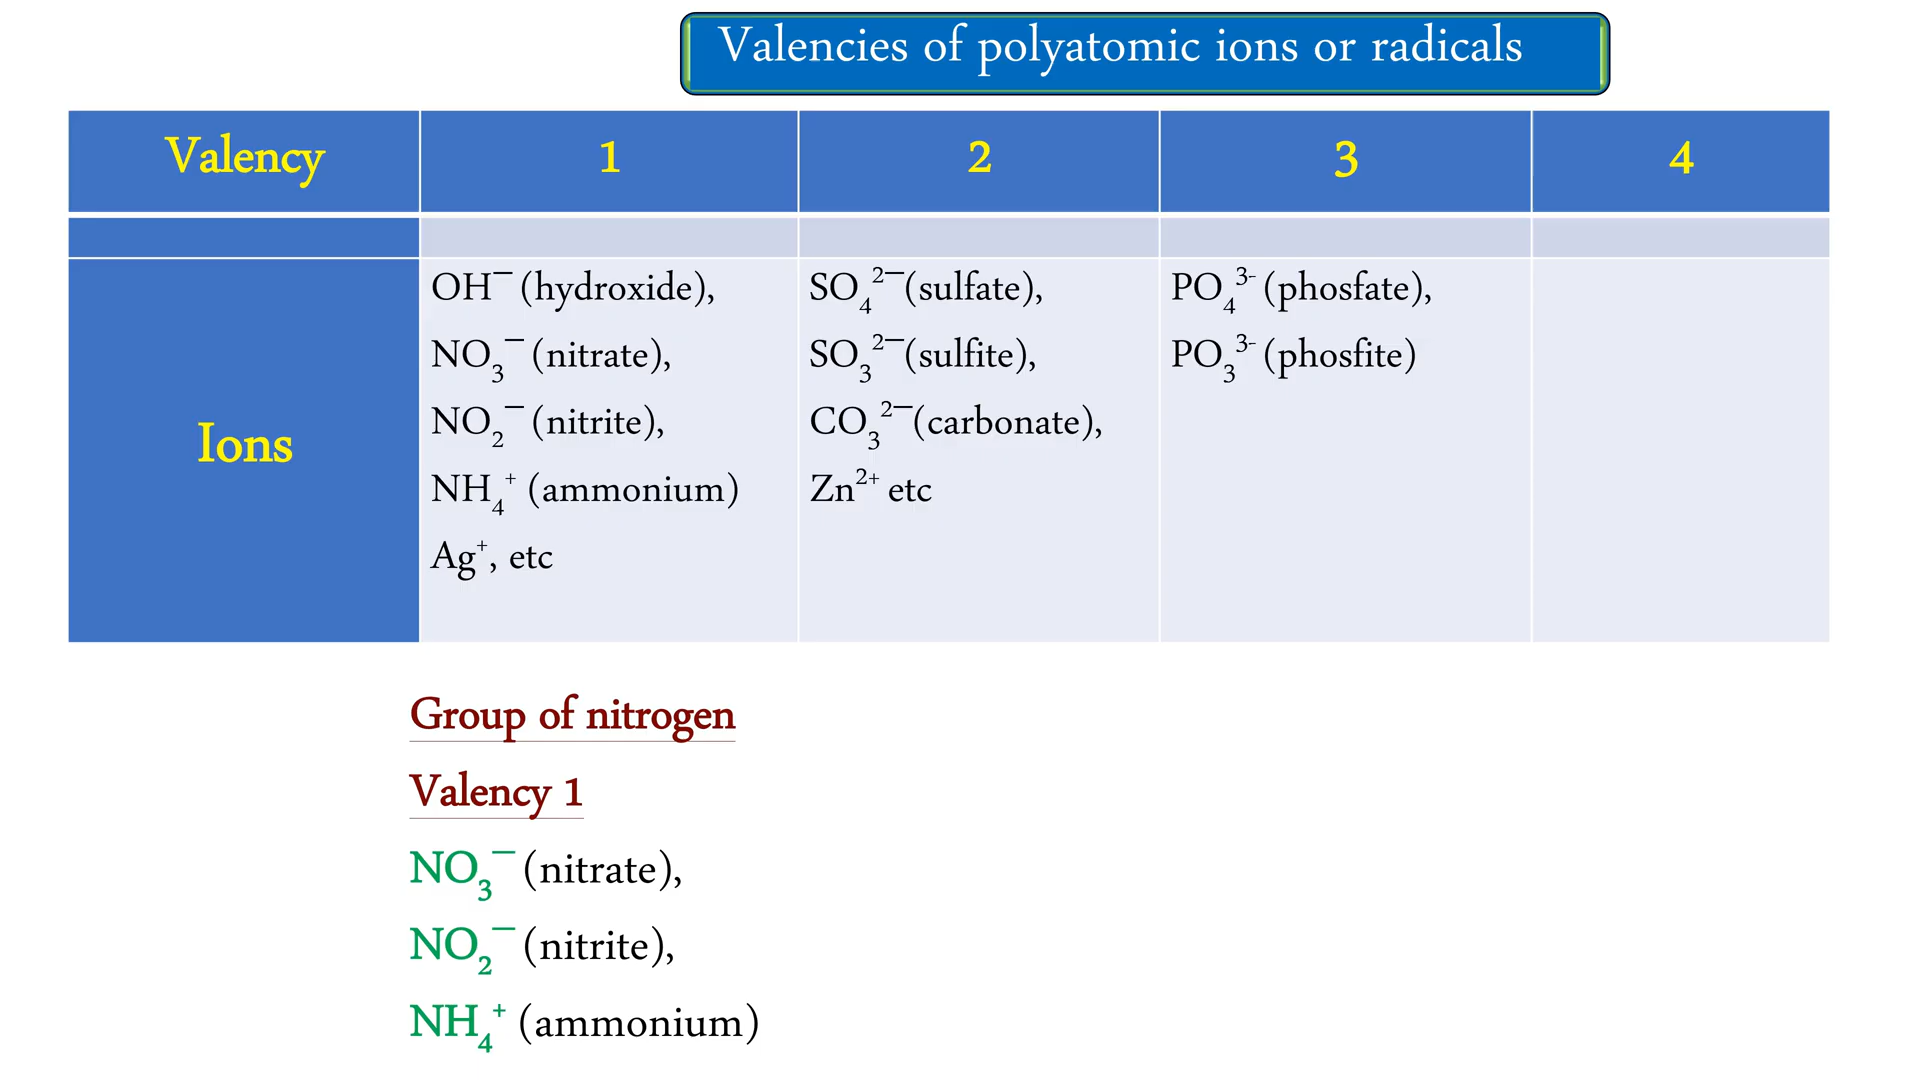 Valencies of polyatomic ions or radicals
Valency 1 2 3 4
Ions
OH⁻ (hydroxide),
NO₃⁻ (nitrate),
NO₂⁻ (nitrite),
NH₄⁺ (ammonium)
Ag⁺, etc
SO₄²⁻(sulfate),
SO₃²⁻(sulfite),
CO₃²⁻(carbonate),
Zn²⁺ etc
PO₄³⁻ (phosfate),
PO₃³⁻ (phosfite)
Group of nitrogen
Valency 1
NO₃⁻ (nitrate),
NO₂⁻ (nitrite),
NH₄⁺ (ammonium)